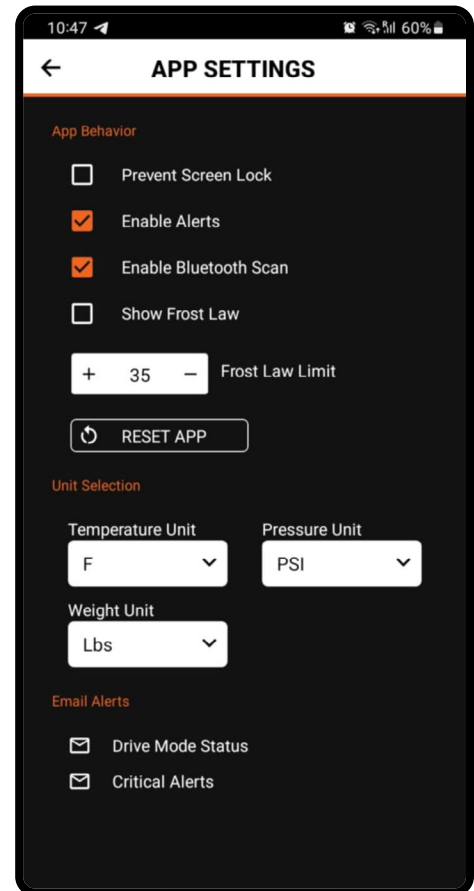 10:47 60%
APP SETTINGS
App Behavior
Prevent Screen Lock
Enable Alerts
Enable Bluetooth Scan
Show Frost Law
+ 35 − Frost Law Limit
RESET APP
Unit Selection
Temperature Unit Pressure Unit
F PSI
Weight Unit
Lbs
Email Alerts
Drive Mode Status
Critical Alerts